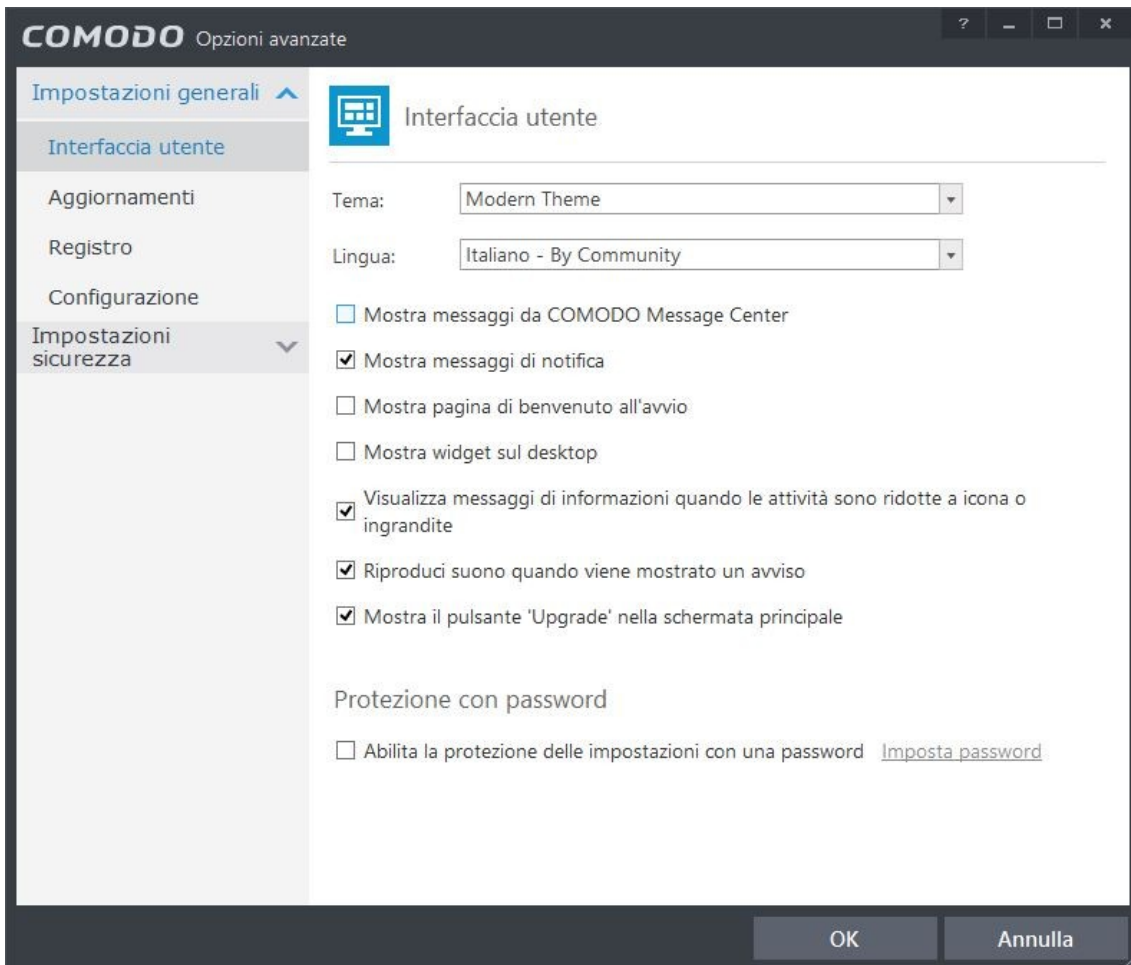 COMODO Opzioni avanzate
?
Impostazioni generali
Interfaccia utente
Aggiornamenti
Registro
Configurazione
Impostazioni
sicurezza
Interfaccia utente
Tema: Modern Theme
Lingua: Italiano - By Community
Mostra messaggi da COMODO Message Center
Mostra messaggi di notifica
Mostra pagina di benvenuto all'avvio
Mostra widget sul desktop
Visualizza messaggi di informazioni quando le attività sono ridotte a icona o
ingrandite
Riproduci suono quando viene mostrato un avviso
Mostra il pulsante 'Upgrade' nella schermata principale
Protezione con password
Abilita la protezione delle impostazioni con una password Imposta password
OK Annulla